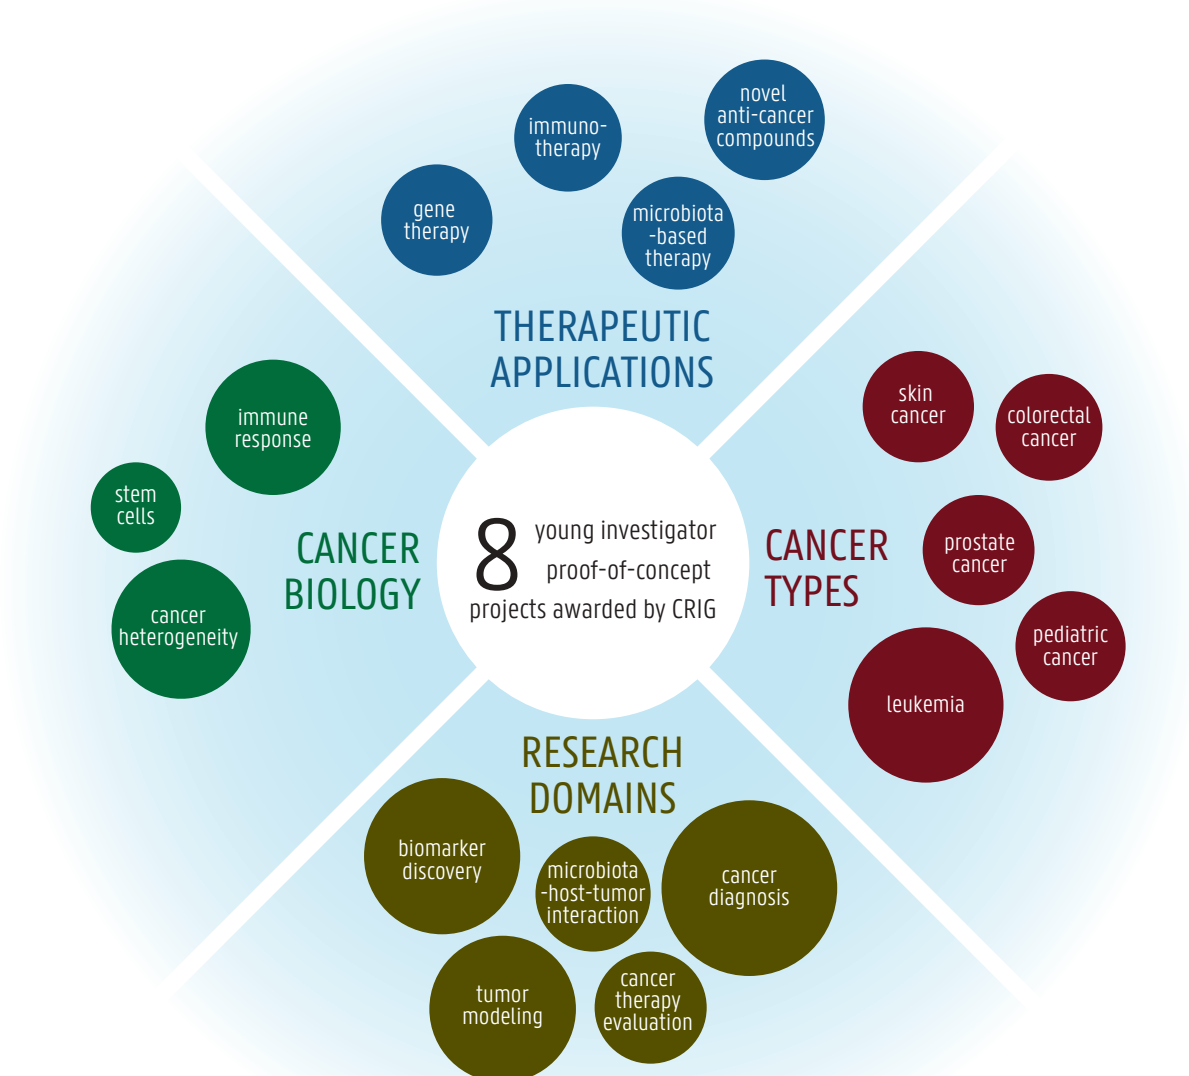 novel
anti-cancer
compounds
immuno-
therapy
gene
therapy
microbiota
-based
therapy
THERAPEUTIC
APPLICATIONS
immune
response
stem
cells
cancer
heterogeneity
CANCER
BIOLOGY
8 young investigator
proof-of-concept
projects awarded by CRIG
CANCER
TYPES
skin
cancer
colorectal
cancer
prostate
cancer
pediatric
cancer
leukemia
RESEARCH
DOMAINS
biomarker
discovery
microbiota
-host-tumor
interaction
cancer
diagnosis
tumor
modeling
cancer
therapy
evaluation